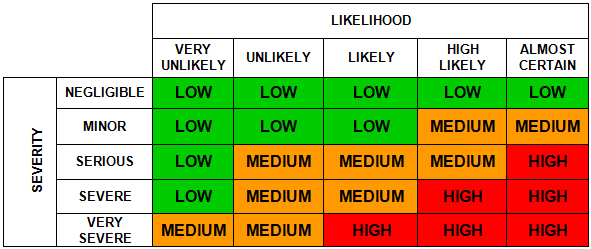 LIKELIHOOD
VERY UNLIKELY UNLIKELY LIKELY HIGH LIKELY ALMOST CERTAIN
SEVERITY
NEGLIGIBLE LOW LOW LOW LOW LOW
MINOR LOW LOW LOW MEDIUM MEDIUM
SERIOUS LOW MEDIUM MEDIUM MEDIUM HIGH
SEVERE LOW MEDIUM MEDIUM HIGH HIGH
VERY SEVERE MEDIUM MEDIUM HIGH HIGH HIGH